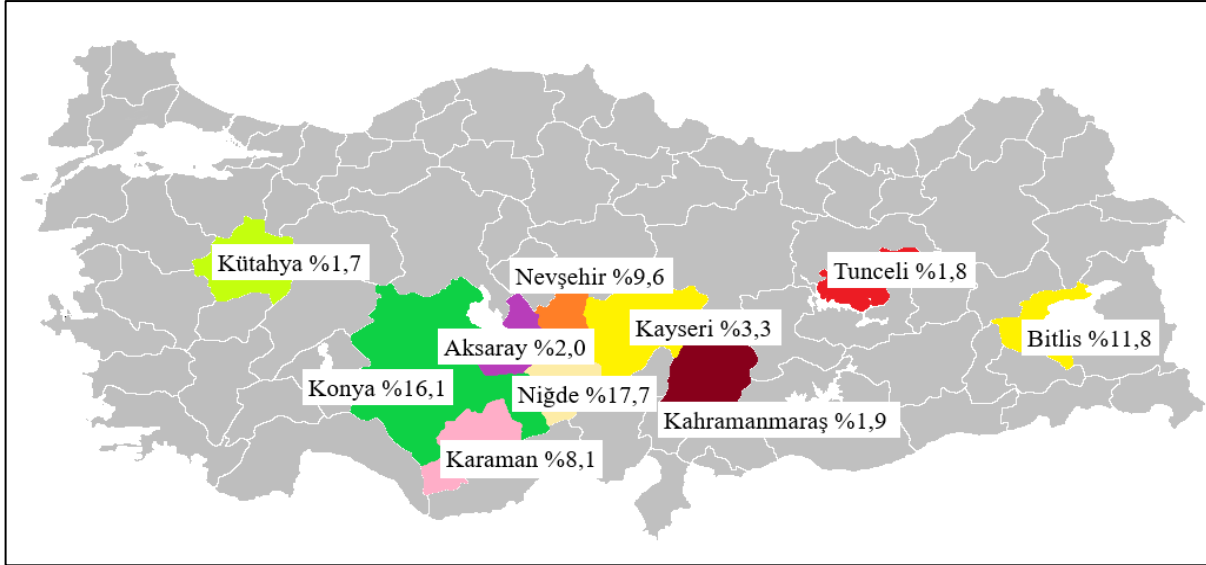 Kütahya %1,7
Nevşehir %9,6
Tunceli %1,8
Kayseri %3,3
Bitlis %11,8
Aksaray %2,0
Konya %16,1
Niğde %17,7
Kahramanmaraş %1,9
Karaman %8,1